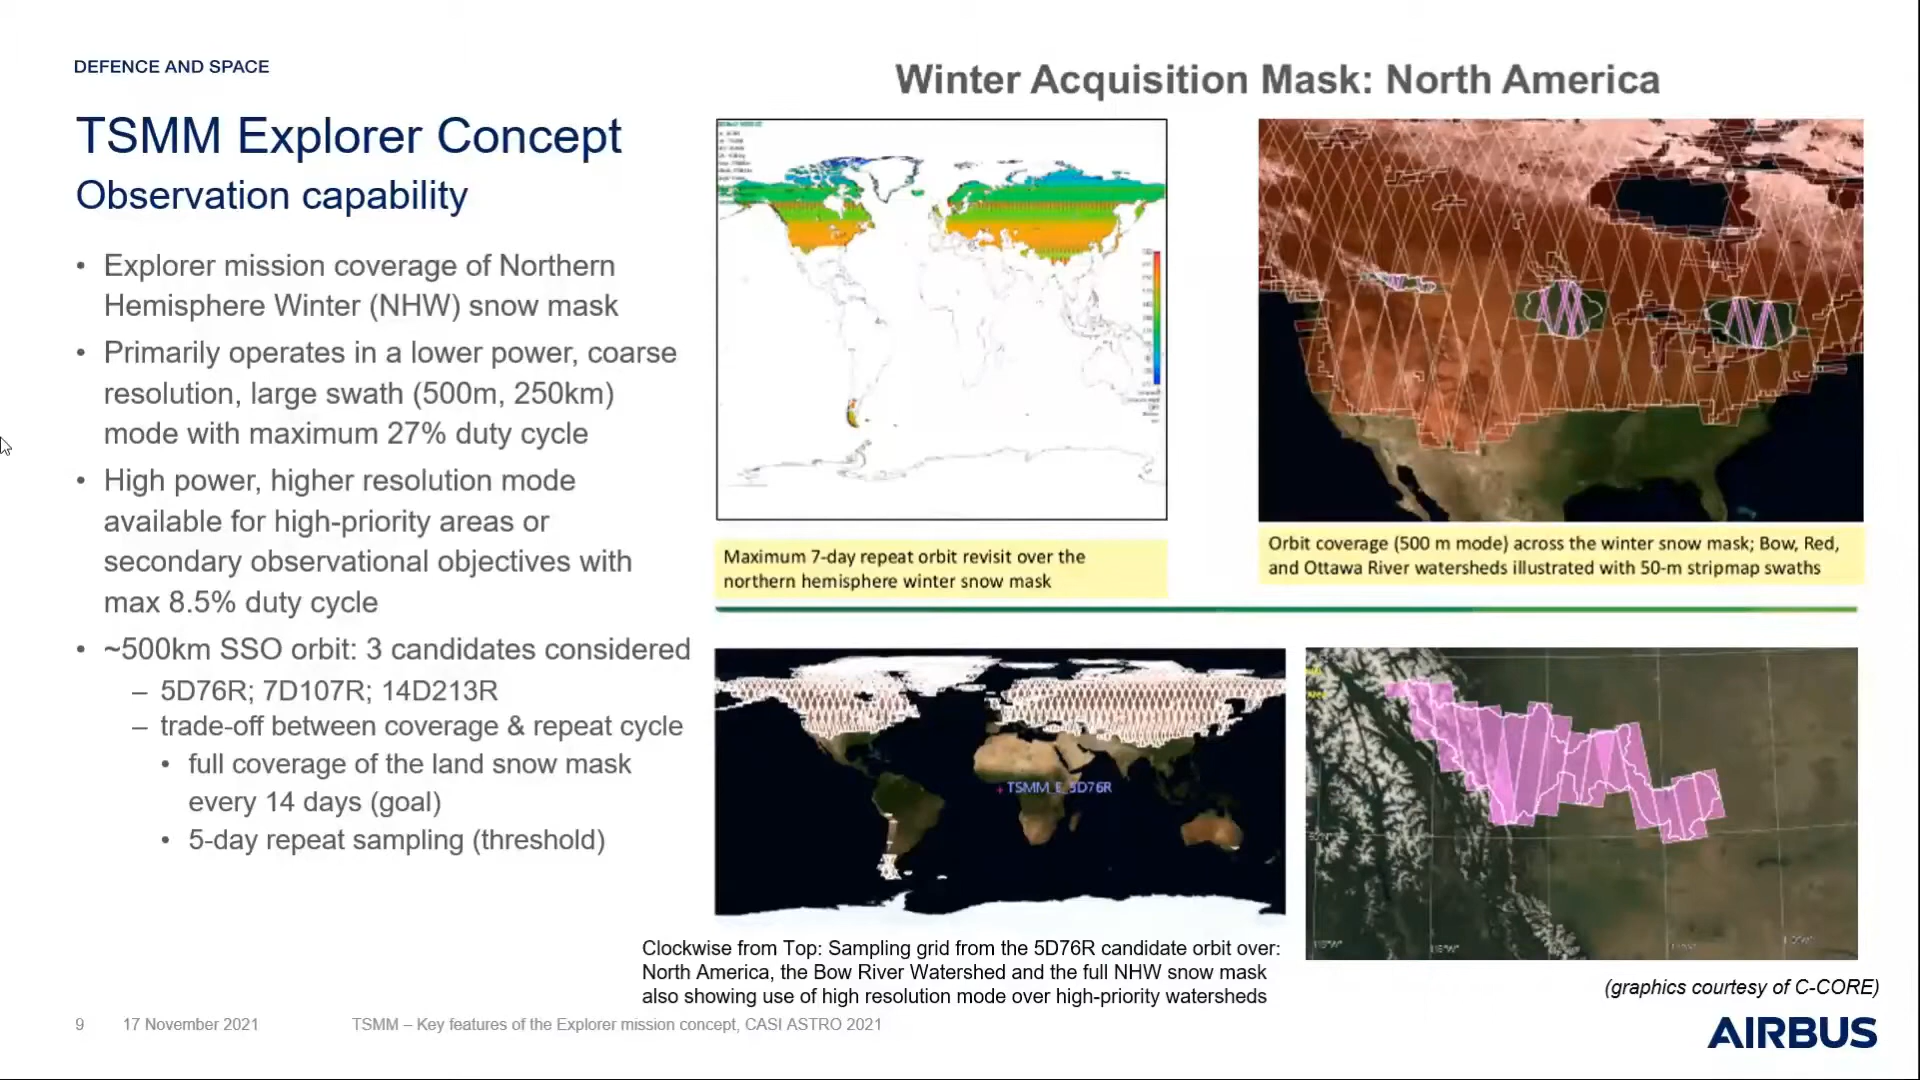 DEFENCE AND SPACE
TSMM Explorer Concept
Observation capability
• Explorer mission coverage of Northern
Hemisphere Winter (NHW) snow mask
• Primarily operates in a lower power, coarse
resolution, large swath (500m, 250km)
mode with maximum 27% duty cycle
• High power, higher resolution mode
available for high-priority areas or
secondary observational objectives with
max 8.5% duty cycle
• ~500km SSO orbit: 3 candidates considered
– 5D76R; 7D107R; 14D213R
– trade-off between coverage & repeat cycle
• full coverage of the land snow mask
every 14 days (goal)
• 5-day repeat sampling (threshold)
Winter Acquisition Mask: North America
Maximum 7-day repeat orbit revisit over the
northern hemisphere winter snow mask
Orbit coverage (500 m mode) across the winter snow mask; Bow, Red,
and Ottawa River watersheds illustrated with 50-m stripmap swaths
TSMM_E_5D76R
Clockwise from Top: Sampling grid from the 5D76R candidate orbit over:
North America, the Bow River Watershed and the full NHW snow mask
also showing use of high resolution mode over high-priority watersheds
(graphics courtesy of C-CORE)
9 17 November 2021 TSMM – Key features of the Explorer mission concept, CASI ASTRO 2021
AIRBUS